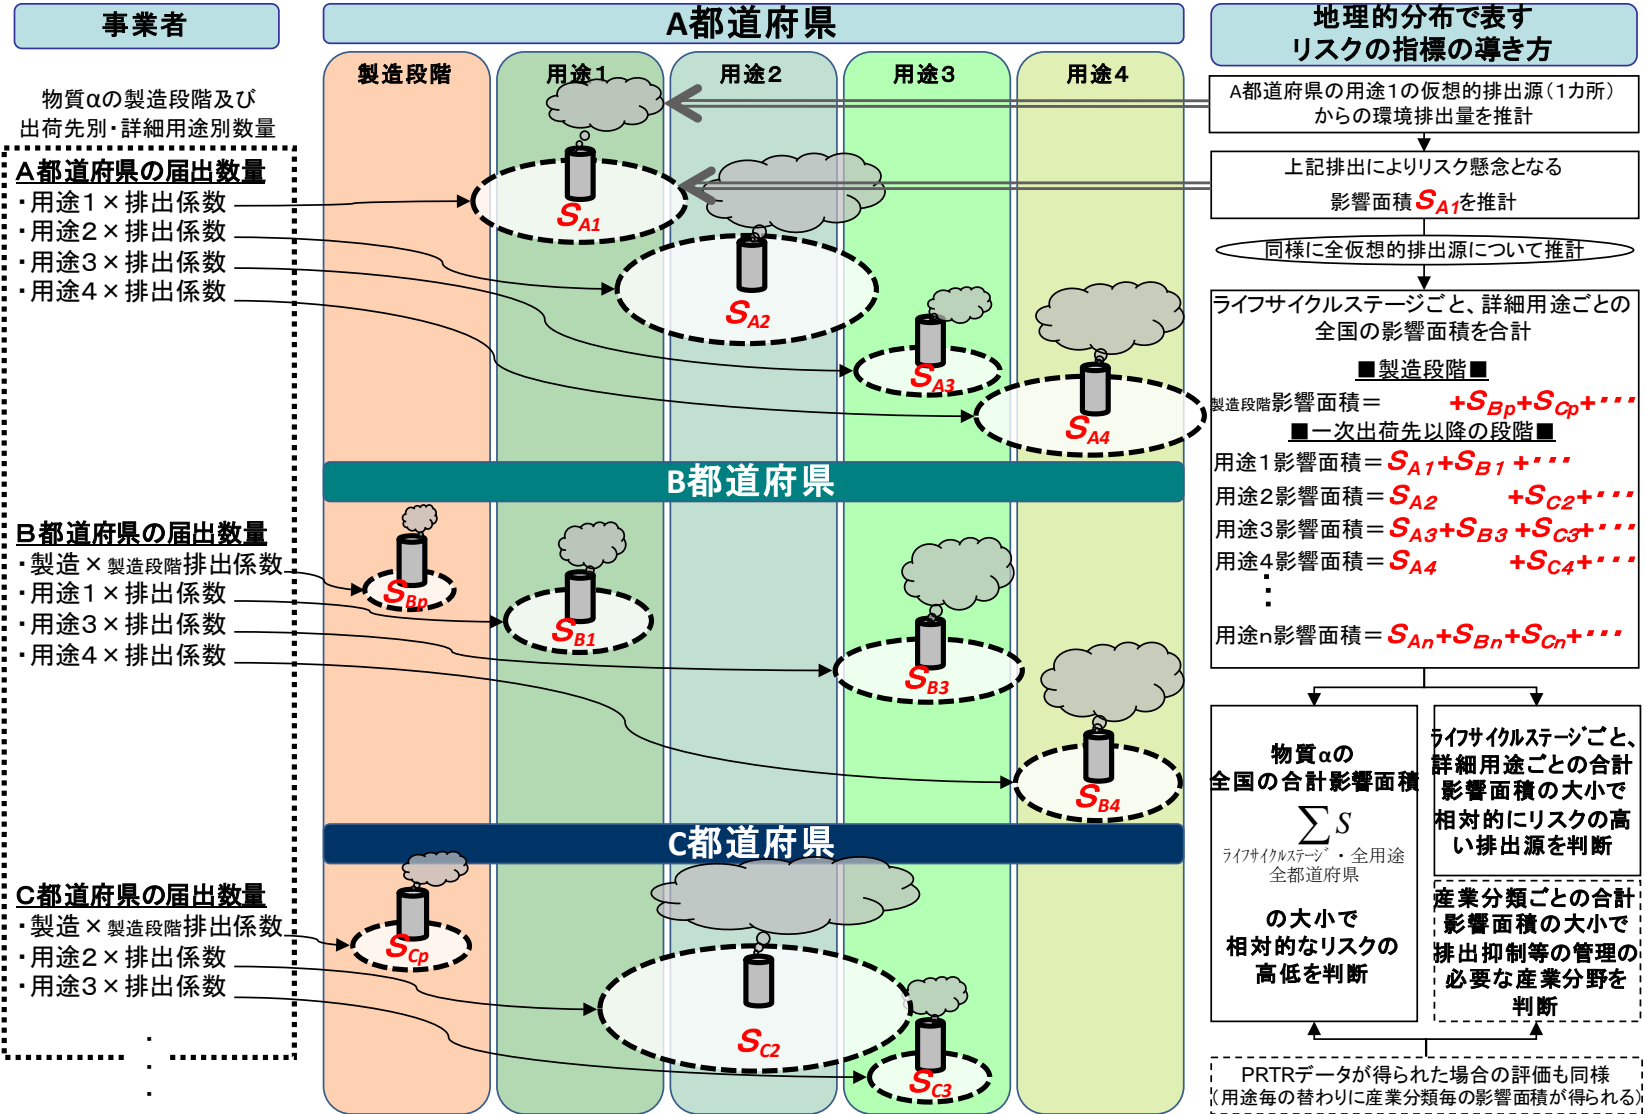 事業者
物質αの製造段階及び
出荷先別・詳細用途別数量
A都道府県の届出数量
・用途1×排出係数
・用途2×排出係数
・用途3×排出係数
・用途4×排出係数
B都道府県の届出数量
・製造×製造段階排出係数
・用途1×排出係数
・用途3×排出係数
・用途4×排出係数
C都道府県の届出数量
・製造×製造段階排出係数
・用途2×排出係数
・用途3×排出係数
・
・
・
A都道府県
製造段階
用途1
用途2
用途3
用途4
SA1
SA2
SA3
SA4
B都道府県
SBp
SB1
SB3
SB4
C都道府県
SCp
SC2
SC3
地理的分布で表す
リスクの指標の導き方
A都道府県の用途1の仮想的排出源(1カ所)
からの環境排出量を推計
上記排出によりリスク懸念となる
影響面積SA1を推計
同様に全仮想的排出源について推計
ライフサイクルステージごと、詳細用途ごとの
全国の影響面積を合計
■製造段階■
製造段階影響面積= +SBp+SCp+・・・
■一次出荷先以降の段階■
用途1影響面積=SA1+SB1 +・・・
用途2影響面積=SA2 +SC2+・・・
用途3影響面積=SA3+SB3 +SC3+・・・
用途4影響面積=SA4 +SC4+・・・
⋮
用途n影響面積=SAn+SBn+SCn+・・・
物質αの
全国の合計影響面積
∑S
ライフサイクルステージ・全用途
全都道府県
の大小で
相対的なリスクの
高低を判断
ライフサイクルステージごと、
詳細用途ごとの合計
影響面積の大小で
相対的にリスクの高
い排出源を判断
産業分類ごとの合計
影響面積の大小で
排出抑制等の管理の
必要な産業分野を
判断
PRTRデータが得られた場合の評価も同様
(用途毎の替わりに産業分類毎の影響面積が得られる)